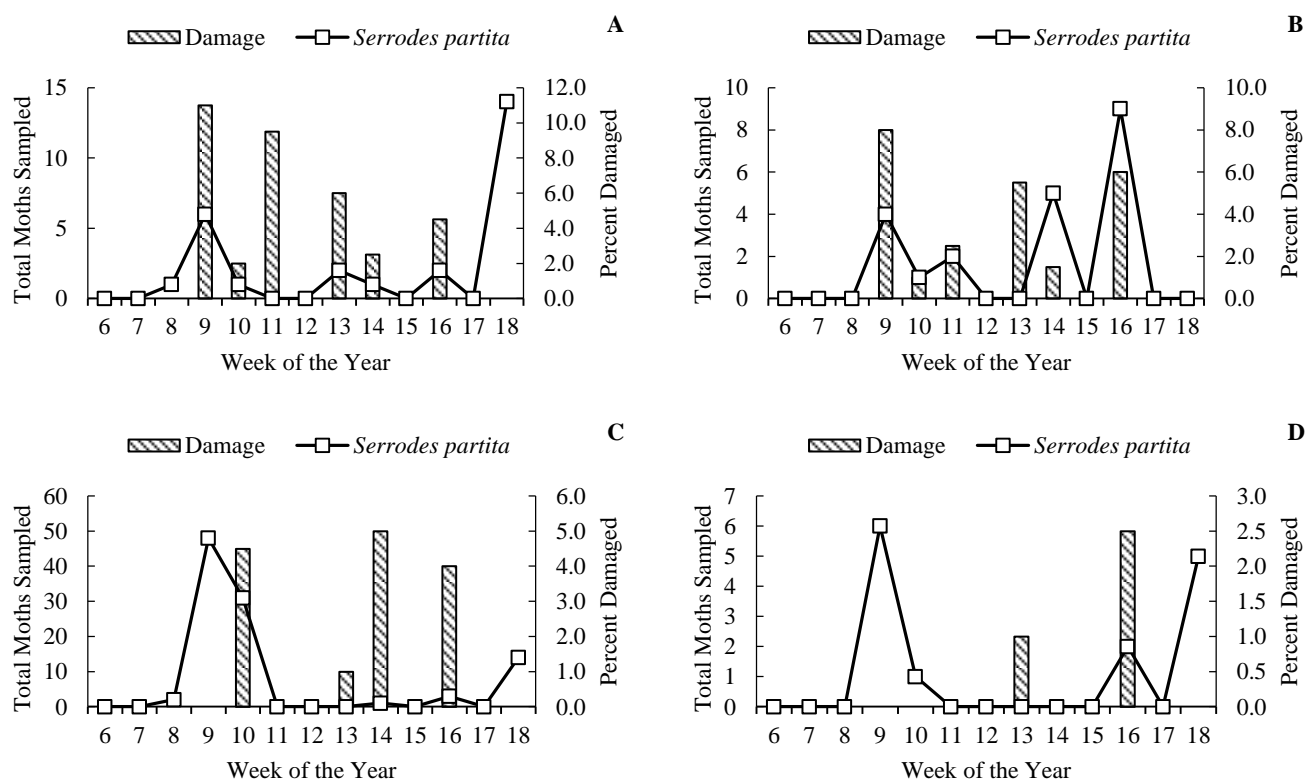 Damage Serrodes partita A
Total Moths Sampled
15
10
5
0
12.0
10.0
8.0
6.0
4.0
2.0
0.0
Percent Damaged
6 7 8 9 10 11 12 13 14 15 16 17 18
Week of the Year
Damage Serrodes partita B
Total Moths Sampled
10
8
6
4
2
0
10.0
8.0
6.0
4.0
2.0
0.0
Percent Damaged
6 7 8 9 10 11 12 13 14 15 16 17 18
Week of the Year
Damage Serrodes partita C
Total Moths Sampled
60
50
40
30
20
10
0
6.0
5.0
4.0
3.0
2.0
1.0
0.0
Percent Damaged
6 7 8 9 10 11 12 13 14 15 16 17 18
Week of the Year
Damage Serrodes partita D
Total Moths Sampled
7
6
5
4
3
2
1
0
3.0
2.5
2.0
1.5
1.0
0.5
0.0
Percent Damaged
6 7 8 9 10 11 12 13 14 15 16 17 18
Week of the Year